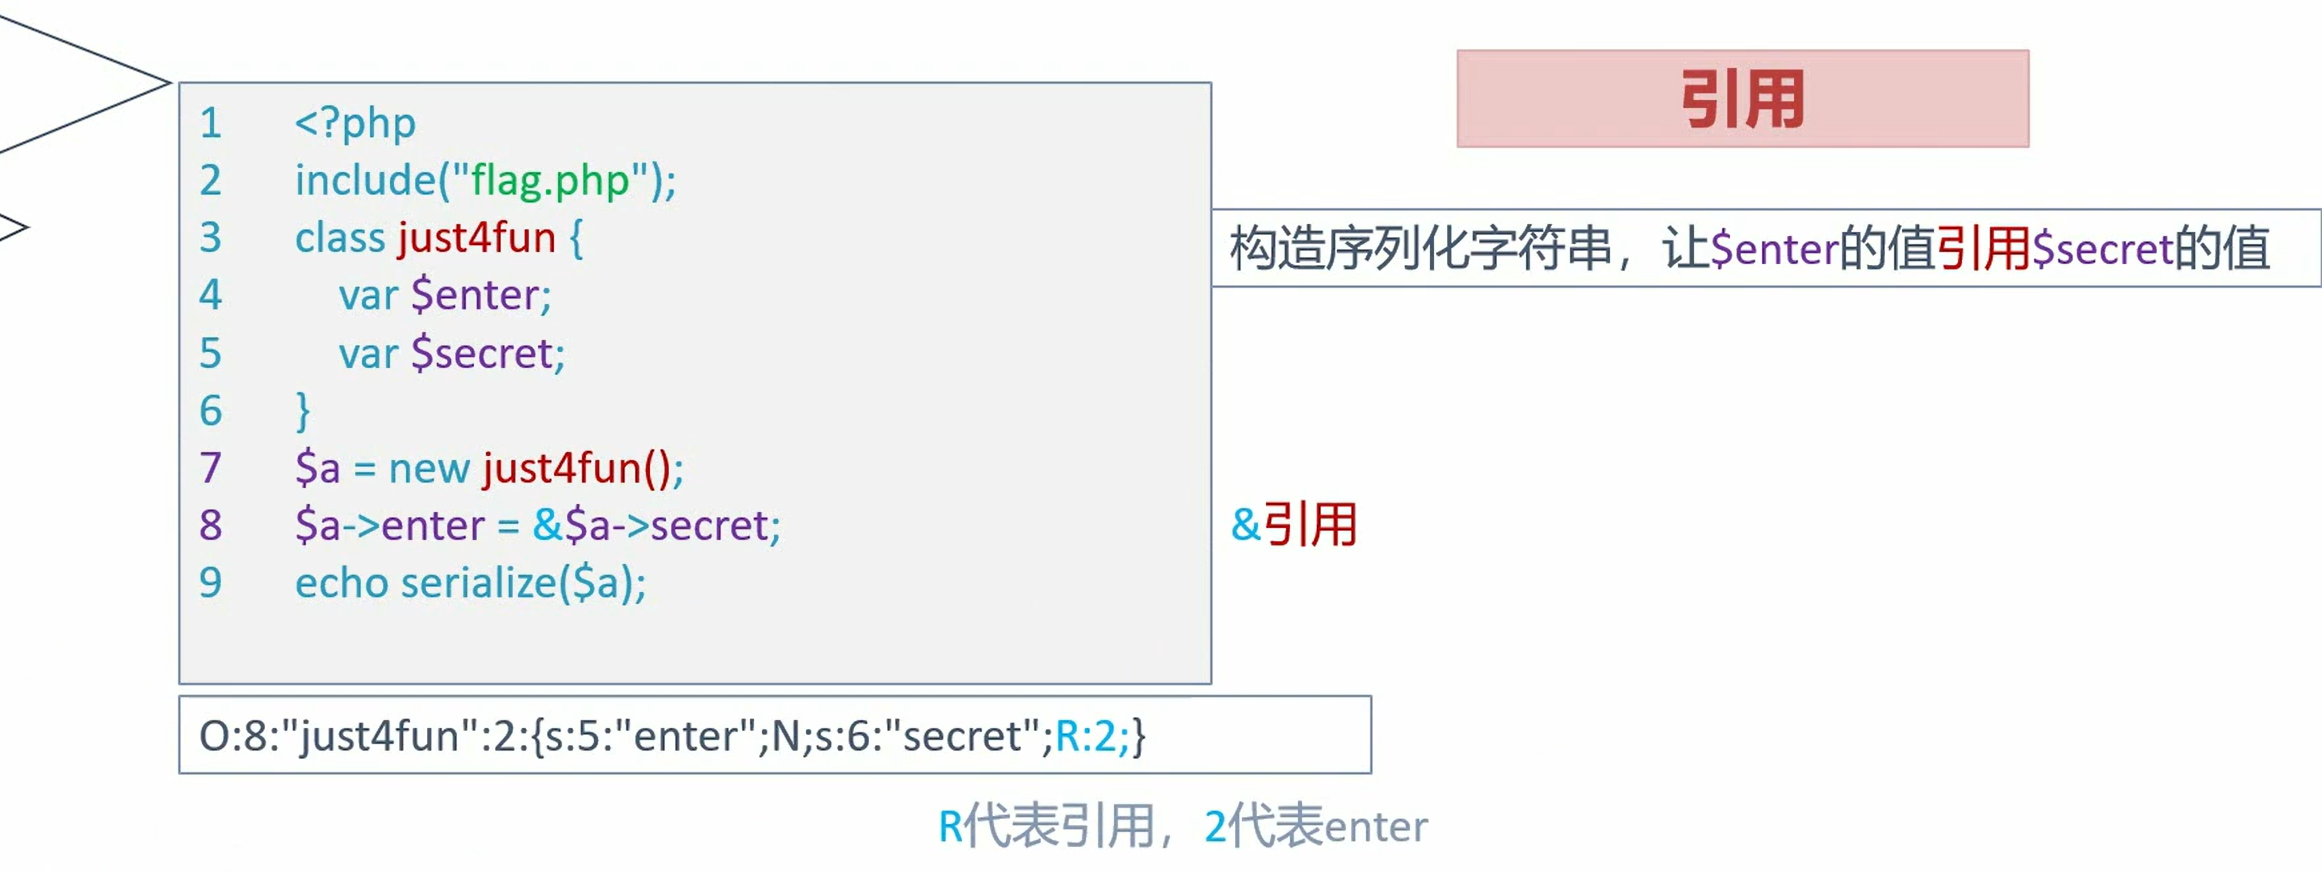 引用
1 <?php
2 include("flag.php");
3 class just4fun {
4 var $enter;
5 var $secret;
6 }
7 $a = new just4fun();
8 $a->enter = &$a->secret;
9 echo serialize($a);
构造序列化字符串，让$enter的值引用$secret的值
&引用
O:8:"just4fun":2:{s:5:"enter";N;s:6:"secret";R:2;}
R代表引用，2代表enter